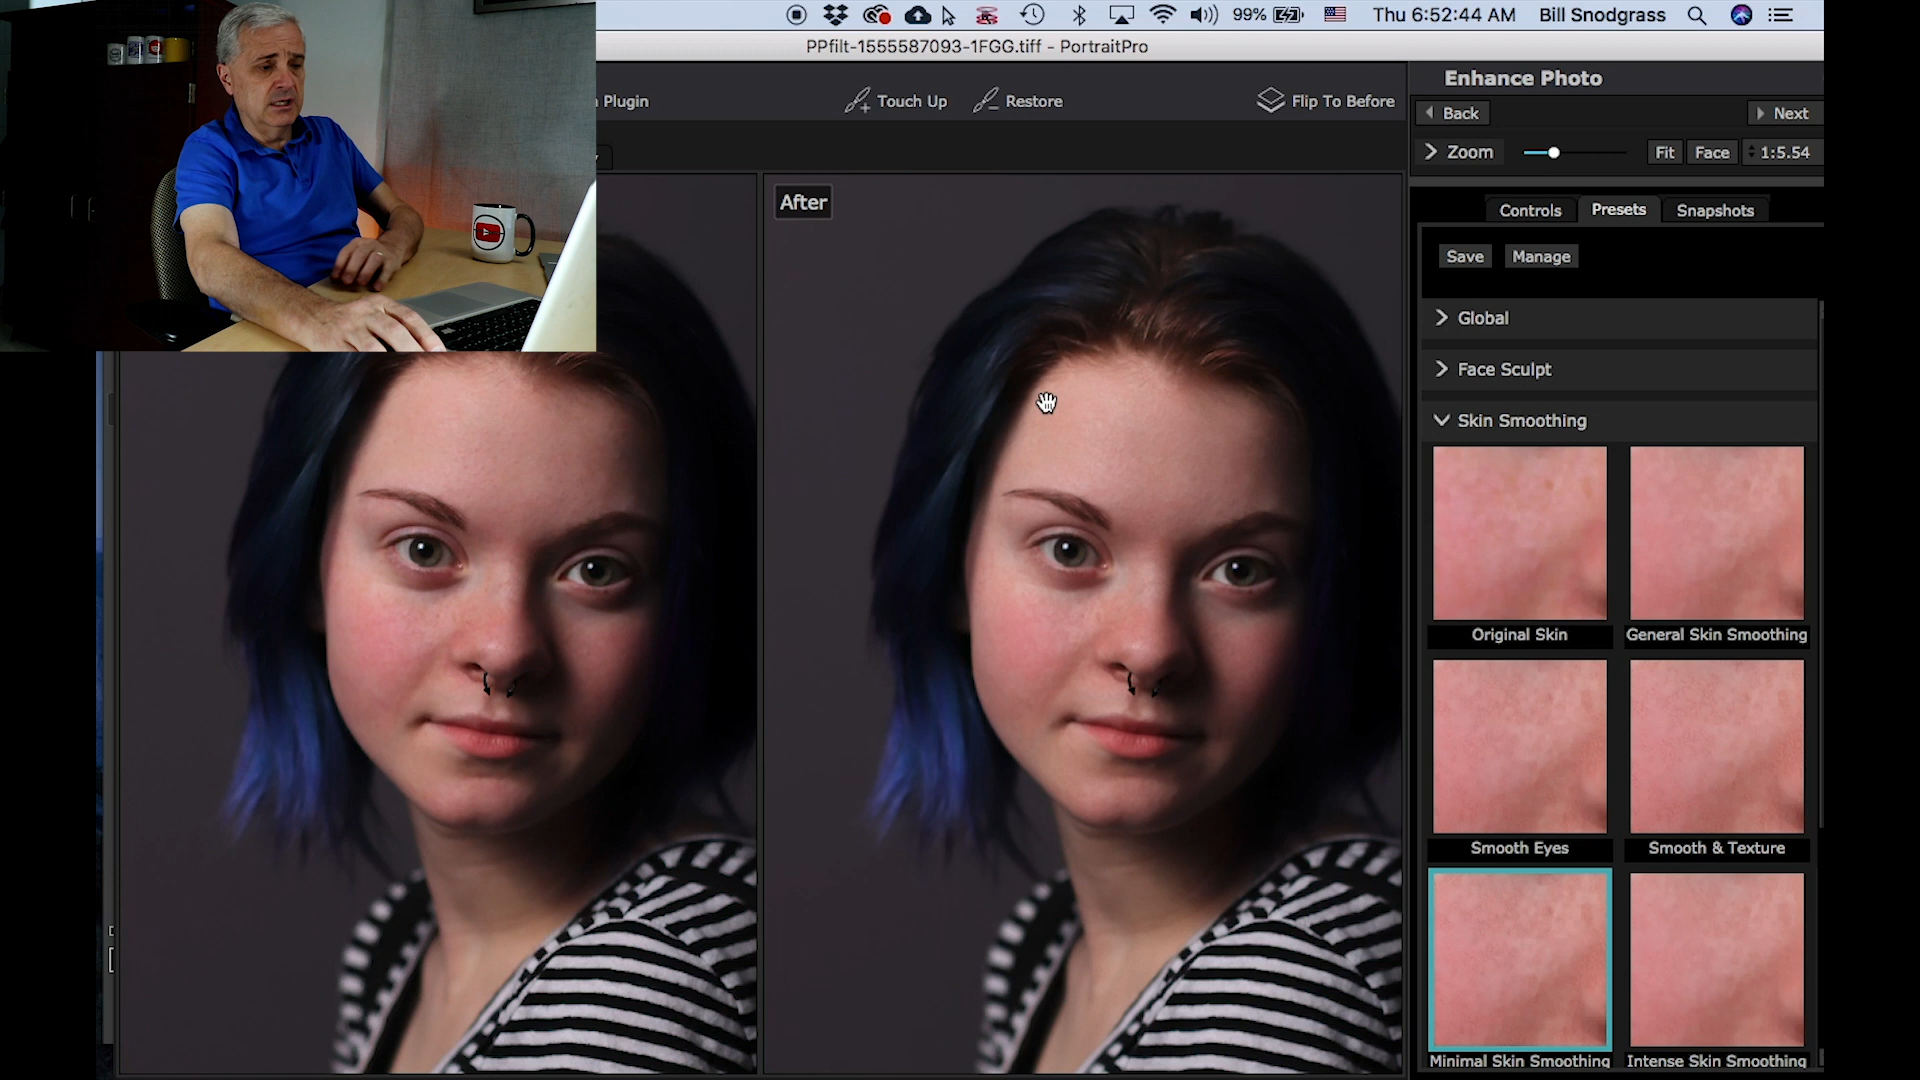 99%
Thu 6:52:44 AM
Bill Snodgrass
PPfilt-1555587093-1FGG.tiff - PortraitPro
Plugin
Touch Up
Restore
Flip To Before
Enhance Photo
Back
Next
Zoom
Fit
Face
1:5.54
After
Controls
Presets
Snapshots
Save
Manage
Global
Face Sculpt
Skin Smoothing
Original Skin
General Skin Smoothing
Smooth Eyes
Smooth & Texture
Minimal Skin Smoothing
Intense Skin Smoothing